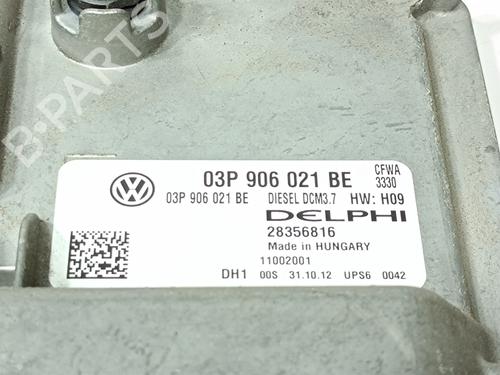 B-PARTS
03P 906 021 BE
CFWA
3330
03P 906 021 BE DIESEL DCM3.7 HW: H09
DELPHI
28356816
Made in HUNGARY
11002001
DH1 00S 31.10.12 UPS6 0042